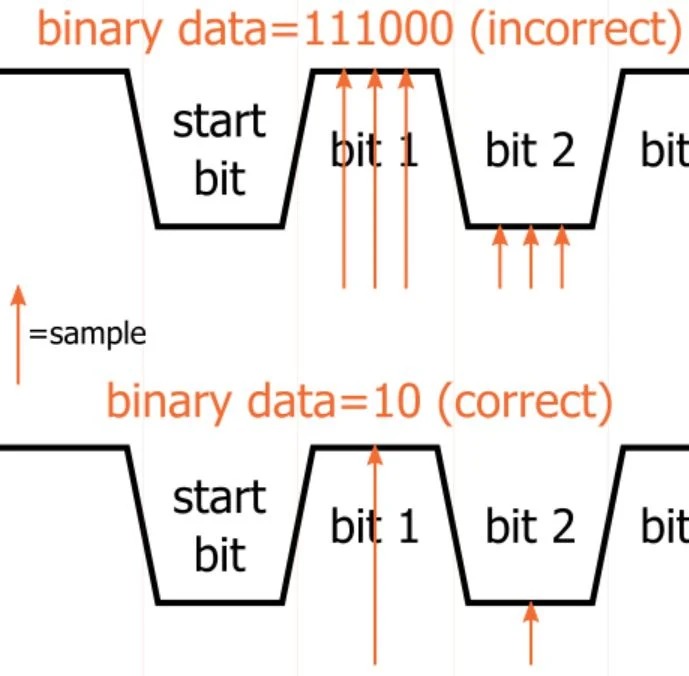 binary data=111000 (incorrect)
start
bit
bit 1
bit 2
bit
=sample
binary data=10 (correct)
start
bit
bit 1
bit 2
bit